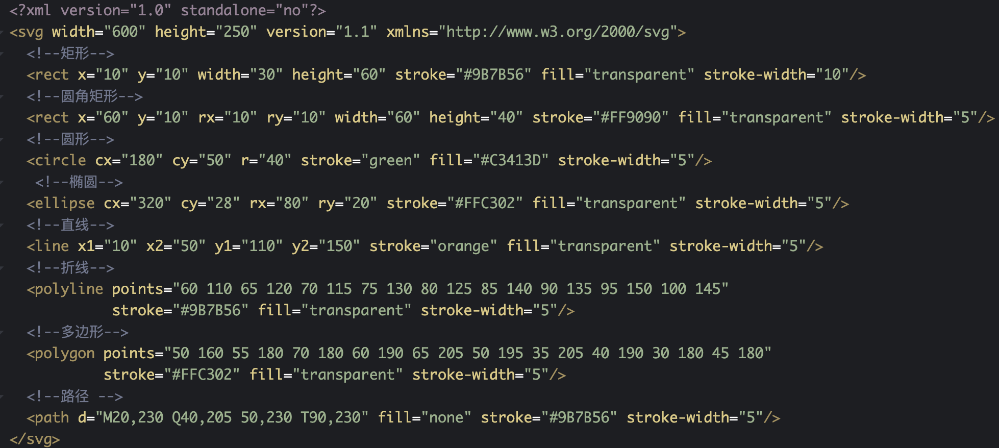 <?xml version="1.0" standalone="no"?>
<svg width="600" height="250" version="1.1" xmlns="http://www.w3.org/2000/svg">
<!--矩形-->
<rect x="10" y="10" width="30" height="60" stroke="#9B7B56" fill="transparent" stroke-width="10"/>
<!--圆角矩形-->
<rect x="60" y="10" rx="10" ry="10" width="60" height="40" stroke="#FF9090" fill="transparent" stroke-width="5"/>
<!--圆形-->
<circle cx="180" cy="50" r="40" stroke="green" fill="#C3413D" stroke-width="5"/>
<!--椭圆-->
<ellipse cx="320" cy="28" rx="80" ry="20" stroke="#FFC302" fill="transparent" stroke-width="5"/>
<!--直线-->
<line x1="10" x2="50" y1="110" y2="150" stroke="orange" fill="transparent" stroke-width="5"/>
<!--折线-->
<polyline points="60 110 65 120 70 115 75 130 80 125 85 140 90 135 95 150 100 145"
stroke="#9B7B56" fill="transparent" stroke-width="5"/>
<!--多边形-->
<polygon points="50 160 55 180 70 180 60 190 65 205 50 195 35 205 40 190 30 180 45 180"
stroke="#FFC302" fill="transparent" stroke-width="5"/>
<!--路径 -->
<path d="M20,230 Q40,205 50,230 T90,230" fill="none" stroke="#9B7B56" stroke-width="5"/>
</svg>